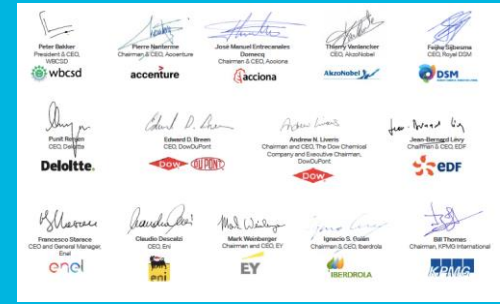 Peter Bakker
President & CEO,
WBCSD
wbcsd
Pierre Nanterme
Chairman & CEO, Accenture
accenture
José Manuel Entrecanales
Domecq
Chairman & CEO, Acciona
acciona
Thierry Vanlancker
CEO, AkzoNobel
AkzoNobel
Feike Sijbesma
CEO, Royal DSM
DSM
Punit Renjen
CEO, Deloitte
Deloitte.
Edward D. Breen
Edward D. Breen
CEO, DowDuPont
Dow
DUPONT
Andrew N. Liveris
Chairman and CEO, The Dow Chemical
Company and Executive Chairman,
DowDuPont
Dow
Jean-Bernard Lévy
Chairman & CEO, EDF
eDF
Francesco Starace
CEO and General Manager,
Enel
enel
Claudio Descalzi
CEO, Eni
eni
Mark Weinberger
Mark Weinberger
Chairman and CEO, EY
EY
Ignacio S. Galán
Chairman & CEO, Iberdrola
IBERDROLA
Bill Thomas
Chairman, KPMG International
KPMG